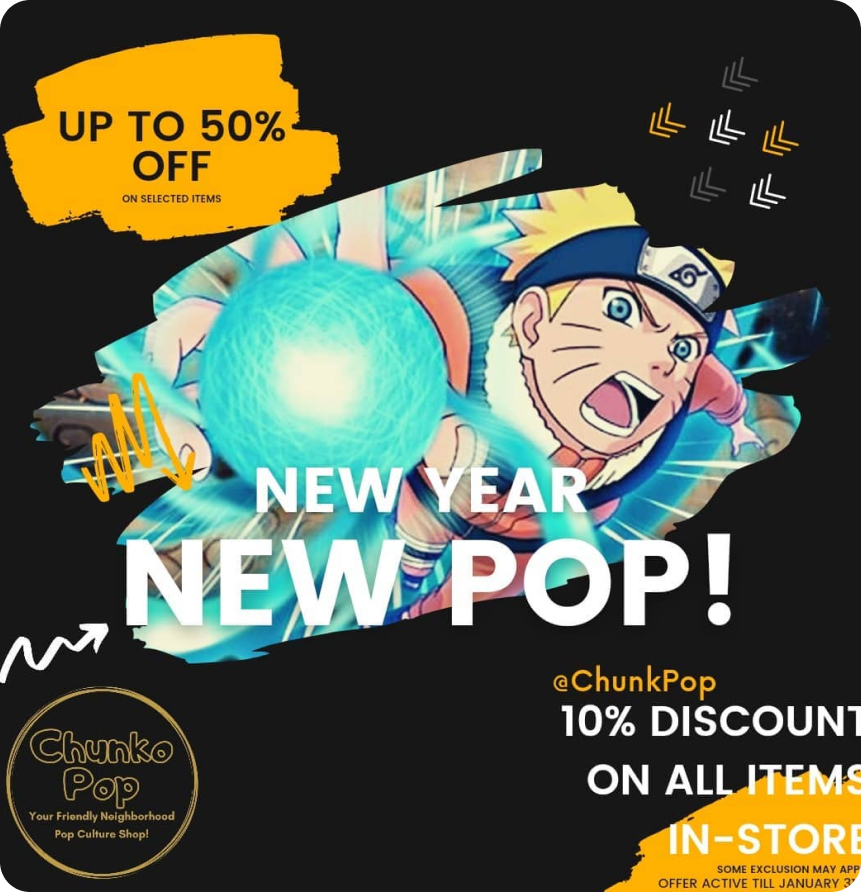 UP TO 50%
OFF
ON SELECTED ITEMS
NEW YEAR
NEW POP!
@ChunkPop
10% DISCOUNT
ON ALL ITEMS
IN-STORE
SOME EXCLUSION MAY APP
OFFER ACTIVE TILL JANUARY
Chunko
Pop
Your Friendly Neighborhood
Pop Culture Shop!